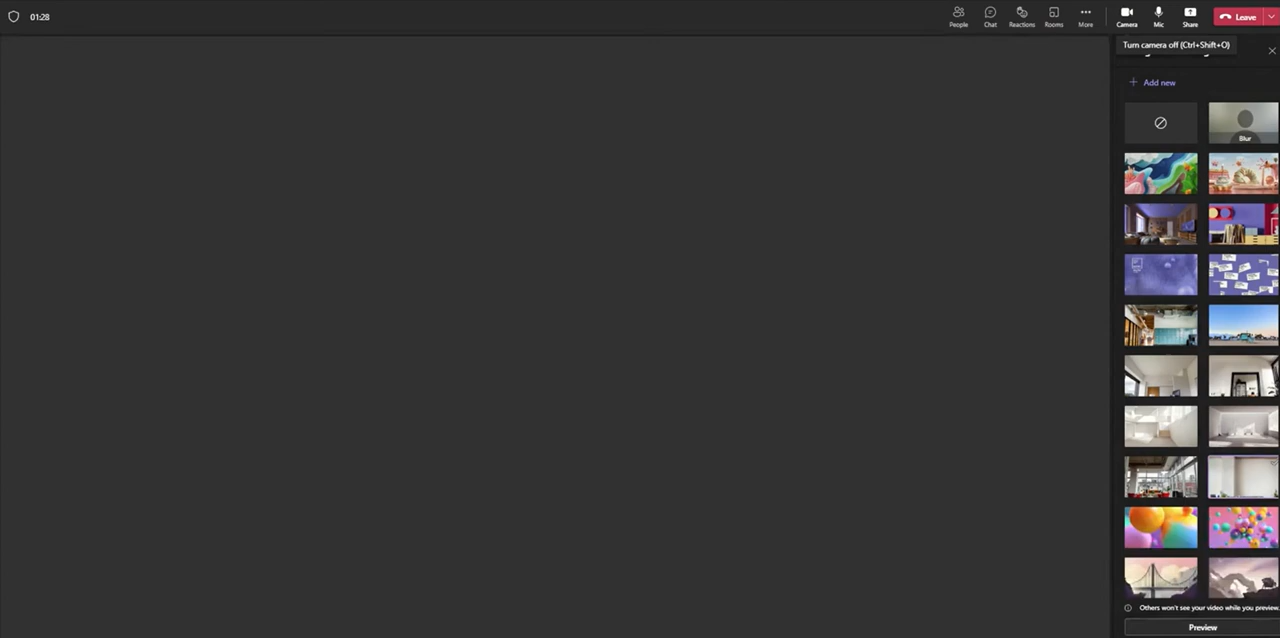 01:28
People
Chat
Reactions
Rooms
More
Camera
Mic
Share
Leave
Turn camera off (Ctrl+Shift+O)
Add new
Blur
Others won't see your video while you preview.
Preview